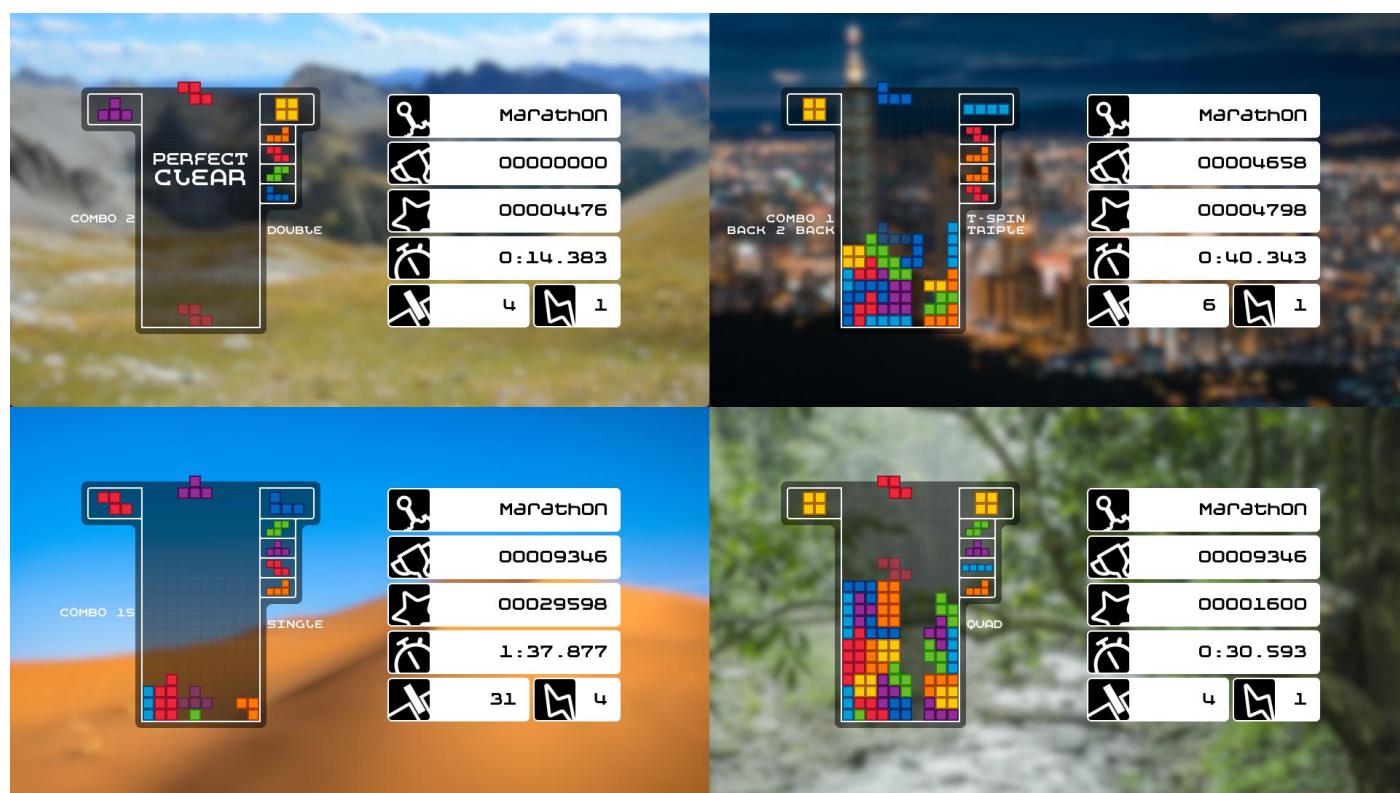 Marathon
PERFECT
CLEAR
00000000
COMBO 2
00004476
DOUBLE
0:14.383
4
1
Marathon
00004658
COMBO 1
BACK 2 BACK
T-SPIN
TRIPLE
00004798
0:40.343
6
1
Marathon
00009346
COMBO 15
00029598
SINGLE
1:37.877
31
4
Marathon
00009346
00001600
QUAD
0:30.593
4
1